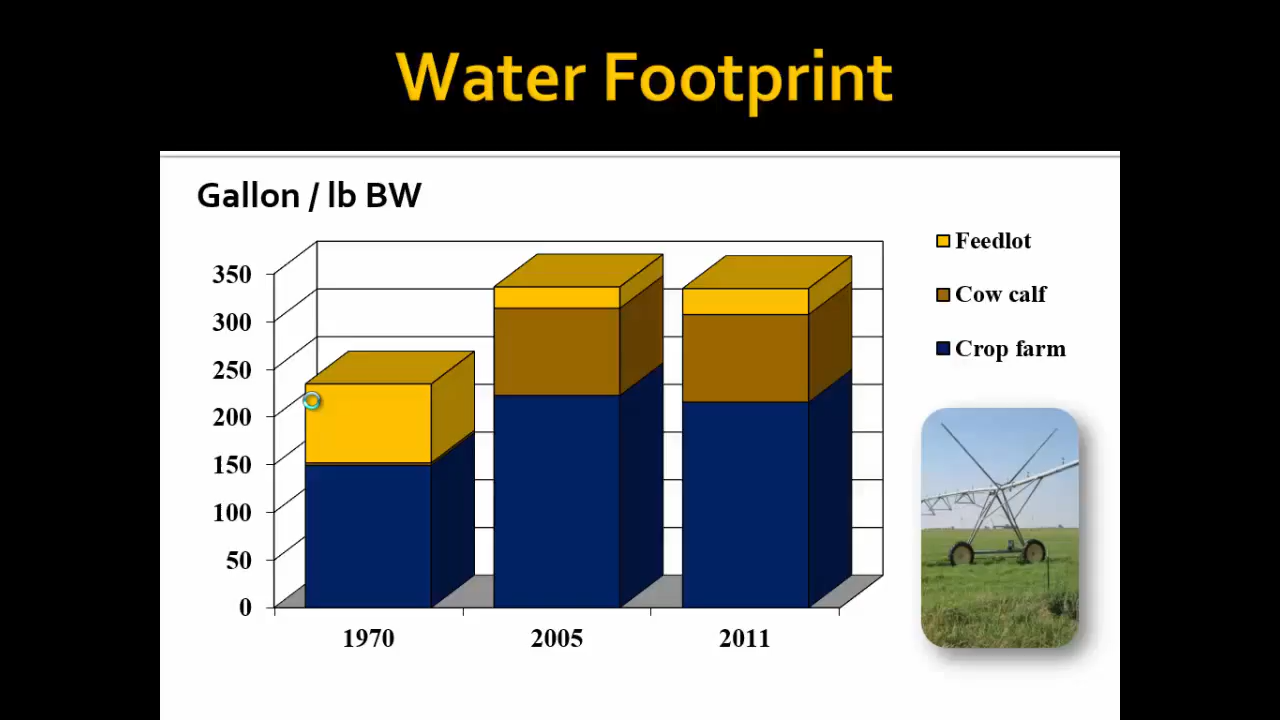 Water Footprint
Gallon / lb BW
350
300
250
200
150
100
50
0
1970 2005 2011
Feedlot
Cow calf
Crop farm